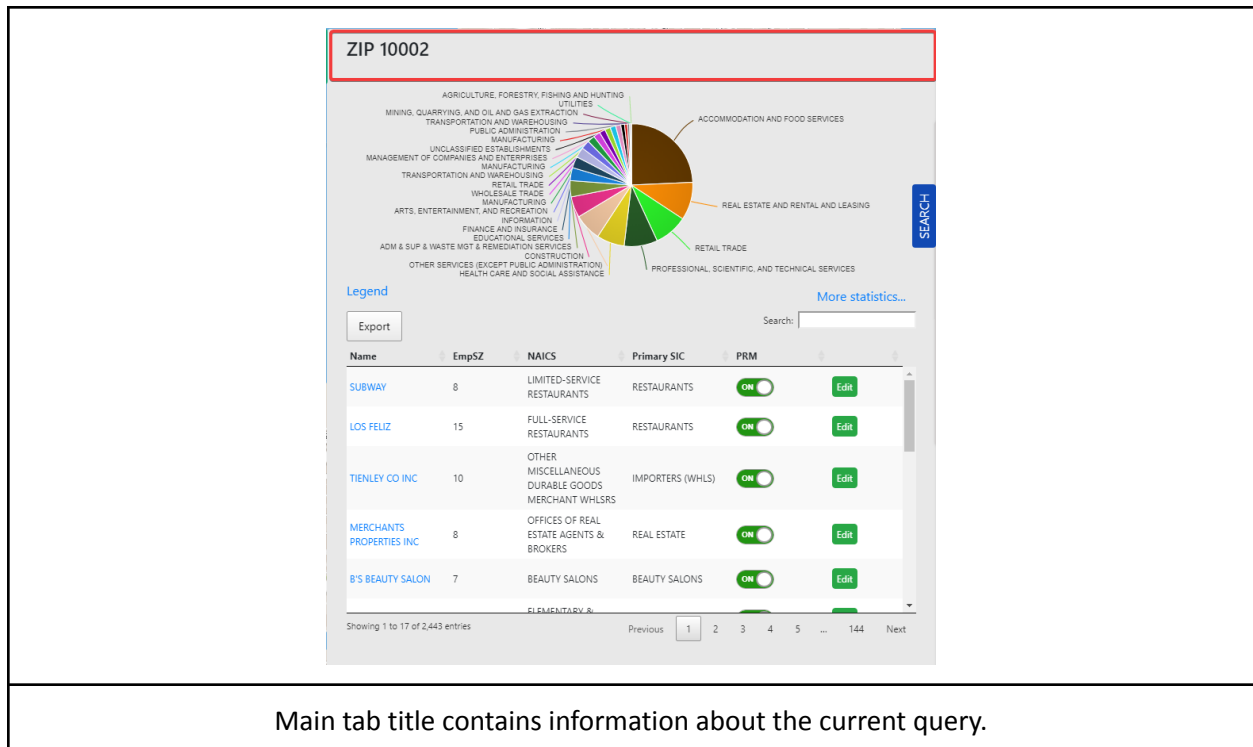 ZIP 10002
AGRICULTURE, FORESTRY, FISHING AND HUNTING
UTILITIES
MINING, QUARRYING, AND OIL AND GAS EXTRACTION
TRANSPORTATION AND WAREHOUSING
PUBLIC ADMINISTRATION
MANUFACTURING
UNCLASSIFIED ESTABLISHMENTS
MANAGEMENT OF COMPANIES AND ENTERPRISES
MANUFACTURING
TRANSPORTATION AND WAREHOUSING
RETAIL TRADE
WHOLESALE TRADE
MANUFACTURING
ARTS, ENTERTAINMENT, AND RECREATION
INFORMATION
FINANCE AND INSURANCE
EDUCATIONAL SERVICES
ADM & SUP & WASTE MGT & REMEDIATION SERVICES
CONSTRUCTION
OTHER SERVICES (EXCEPT PUBLIC ADMINISTRATION)
HEALTH CARE AND SOCIAL ASSISTANCE
ACCOMMODATION AND FOOD SERVICES
REAL ESTATE AND RENTAL AND LEASING
RETAIL TRADE
PROFESSIONAL, SCIENTIFIC, AND TECHNICAL SERVICES
SEARCH
Legend
More statistics...
Export
Search:
Name EmpSZ NAICS Primary SIC PRM
SUBWAY 8 LIMITED-SERVICE RESTAURANTS RESTAURANTS ON Edit
LOS FELIZ 15 FULL-SERVICE RESTAURANTS RESTAURANTS ON Edit
TIENLEY CO INC 10 OTHER MISCELLANEOUS DURABLE GOODS MERCHANT WHLSRS IMPORTERS (WHLS) ON Edit
MERCHANTS PROPERTIES INC 8 OFFICES OF REAL ESTATE AGENTS & BROKERS REAL ESTATE ON Edit
B'S BEAUTY SALON 7 BEAUTY SALONS BEAUTY SALONS ON Edit
ELEMENTARY &
Showing 1 to 17 of 2,443 entries
Previous 1 2 3 4 5 ... 144 Next
Main tab title contains information about the current query.